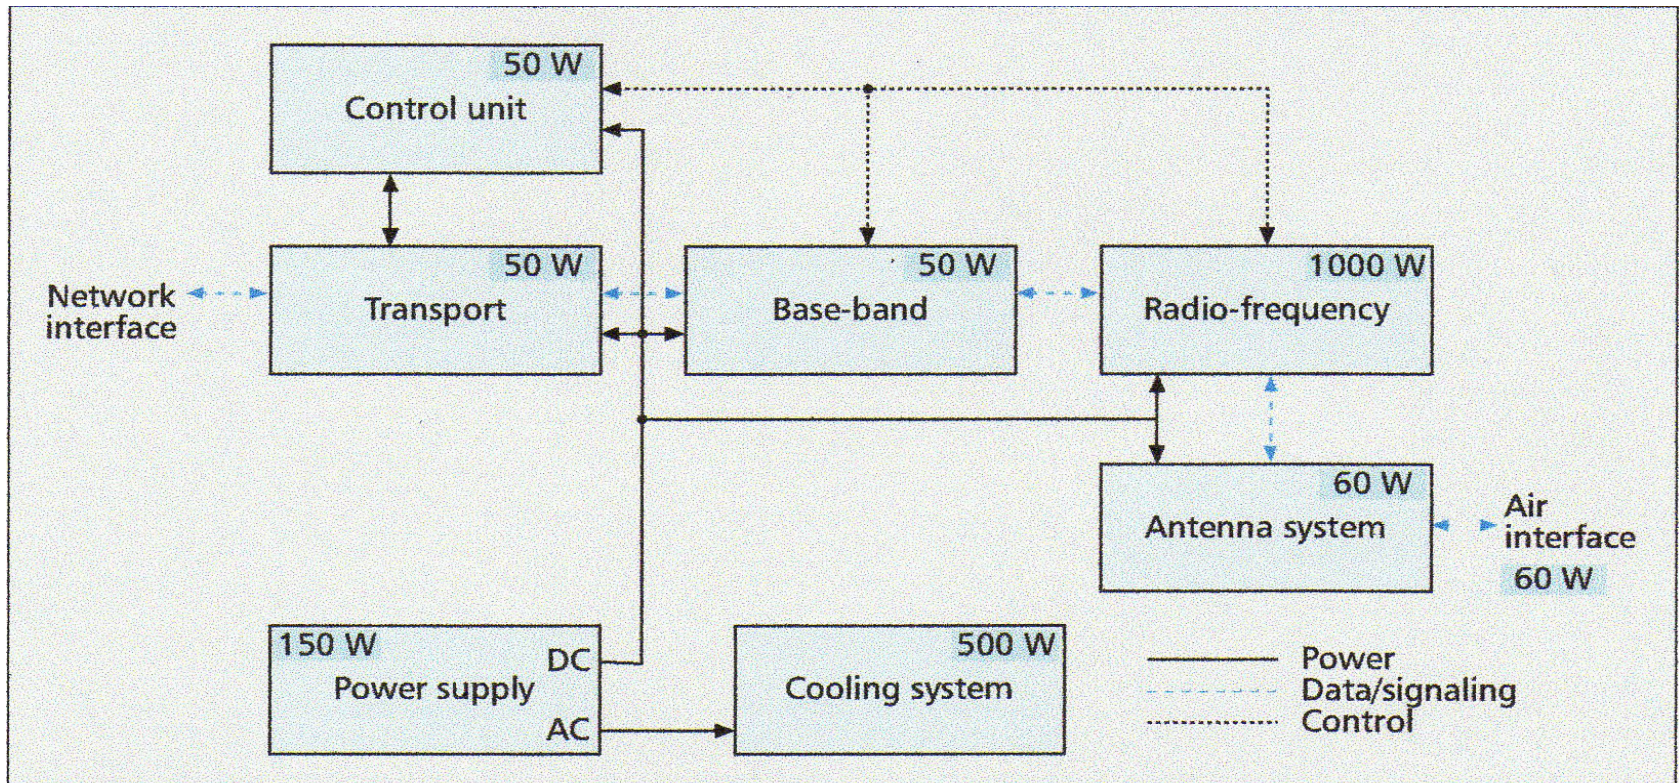 50 W
Control unit
50 W
Transport
50 W
Base-band
1000 W
Radio-frequency
Network
interface
60 W
Antenna system
Air
interface
60 W
150 W
DC
Power supply
AC
500 W
Cooling system
Power
Data/signaling
Control